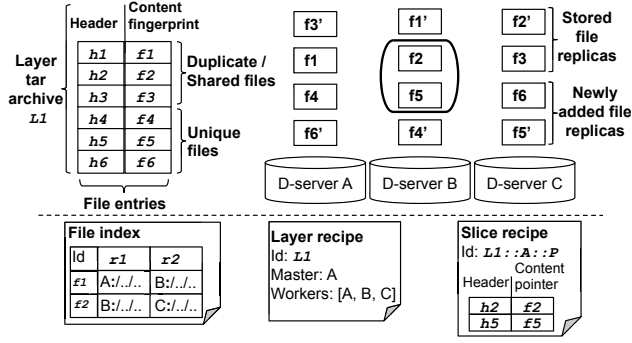 Header
Content fingerprint
Layer tar archive L1
h1 f1
h2 f2
h3 f3
h4 f4
h5 f5
h6 f6
Duplicate / Shared files
Unique files
File entries
f3’ f1’ f2’
f1 f2 f3
f4 f5 f6
f6’ f4’ f5’
Stored file replicas
Newly added file replicas
D-server A D-server B D-server C
File index
Id r1 r2
f1 A:/../.. B:/../..
f2 B:/../.. C:/../..
Layer recipe
Id: L1
Master: A
Workers: [A, B, C]
Slice recipe
Id: L1::A::P
Header
Content pointer
h2 f2
h5 f5